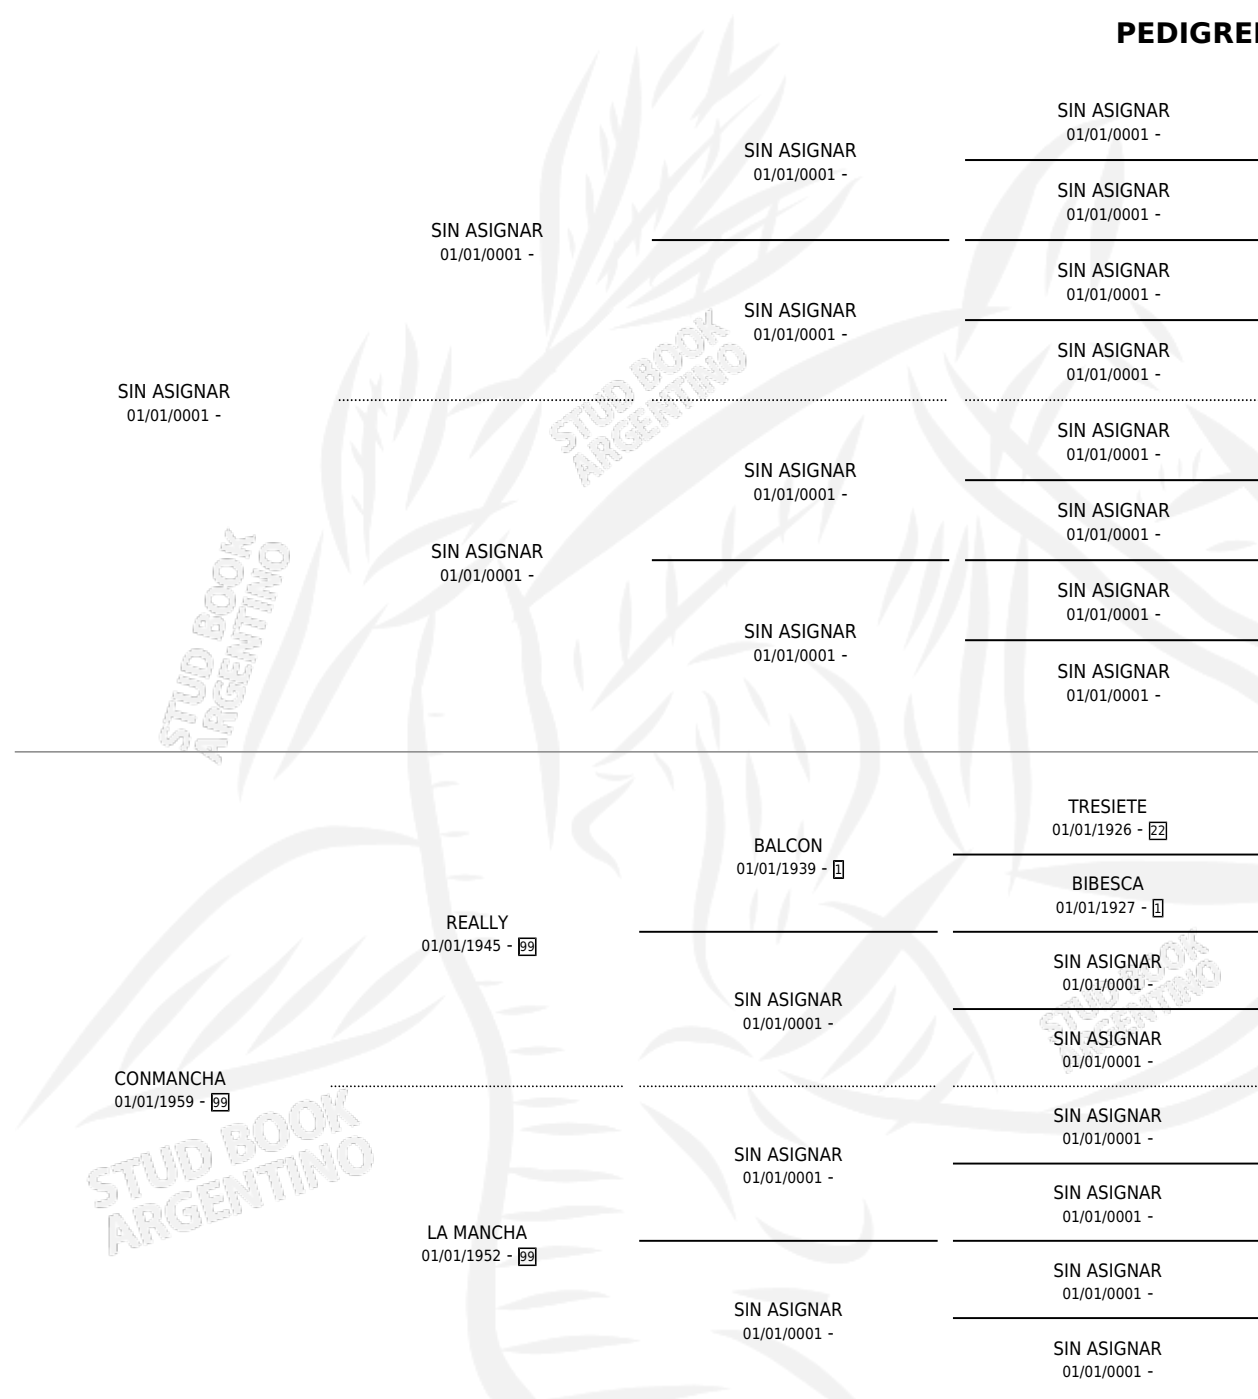 PEDIGREE
SIN ASIGNAR
01/01/0001 -
SIN ASIGNAR
01/01/0001 -
SIN ASIGNAR
01/01/0001 -
SIN ASIGNAR
01/01/0001 -
SIN ASIGNAR
01/01/0001 -
SIN ASIGNAR
01/01/0001 -
SIN ASIGNAR
01/01/0001 -
SIN ASIGNAR
01/01/0001 -
SIN ASIGNAR
01/01/0001 -
SIN ASIGNAR
01/01/0001 -
SIN ASIGNAR
01/01/0001 -
SIN ASIGNAR
01/01/0001 -
SIN ASIGNAR
01/01/0001 -
SIN ASIGNAR
01/01/0001 -
SIN ASIGNAR
01/01/0001 -
STUD BOOK
ARGENTINO
STUD BOOK
ARGENTINO
TRESIETE
01/01/1926 - 22
BALCON
01/01/1939 - 1
BIBESCA
01/01/1927 - 1
REALLY
01/01/1945 - 99
SIN ASIGNAR
01/01/0001 -
SIN ASIGNAR
01/01/0001 -
SIN ASIGNAR
01/01/0001 -
STUD BOOK
ARGENTINO
CONMANCHA
01/01/1959 - 99
SIN ASIGNAR
01/01/0001 -
SIN ASIGNAR
01/01/0001 -
SIN ASIGNAR
01/01/0001 -
LA MANCHA
01/01/1952 - 99
SIN ASIGNAR
01/01/0001 -
SIN ASIGNAR
01/01/0001 -
SIN ASIGNAR
01/01/0001 -
STUD BOOK
ARGENTINO